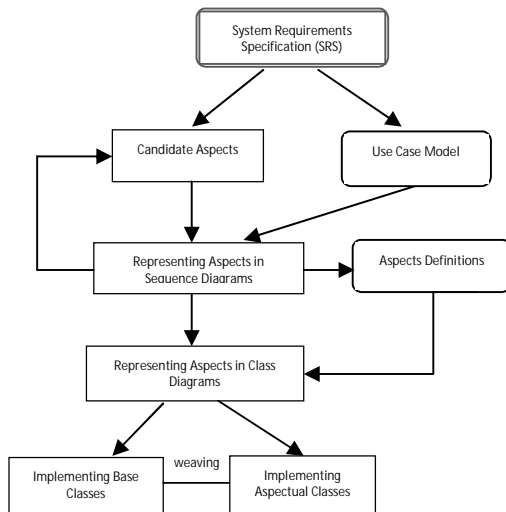 System Requirements
Specification (SRS)
Candidate Aspects
Use Case Model
Representing Aspects in
Sequence Diagrams
Aspects Definitions
Representing Aspects in Class
Diagrams
Implementing Base
Classes
weaving
Implementing
Aspectual Classes